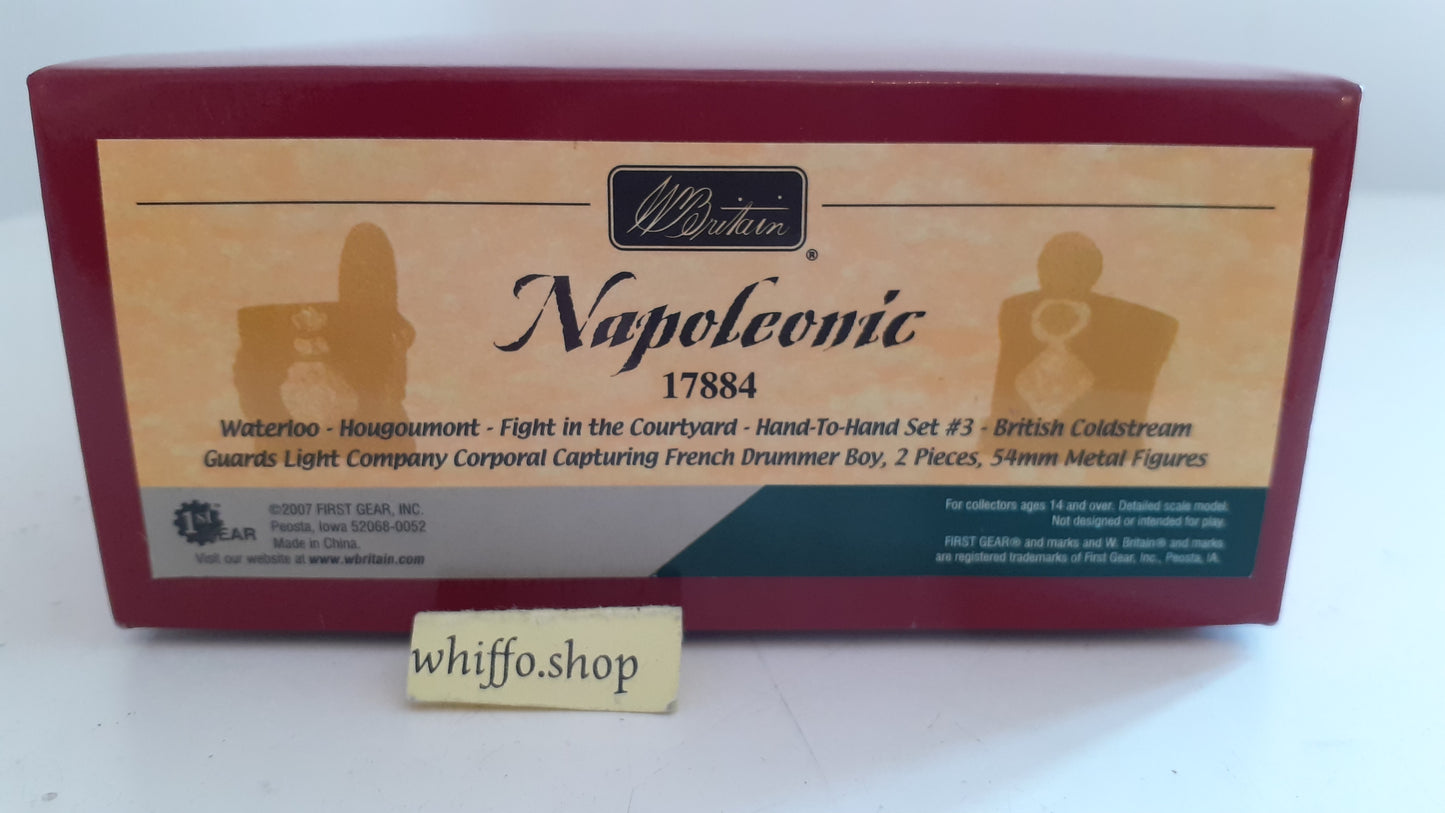 W Britain
®
Napoleonic
17884
Waterloo - Hougoumont - Fight in the Courtyard - Hand-To-Hand Set #3 - British Coldstream
Guards Light Company Corporal Capturing French Drummer Boy, 2 Pieces, 54mm Metal Figures
1ST GEAR
©2007 FIRST GEAR, INC.
Peosta, Iowa 52068-0052
Made in China.
Visit our website at www.wbritain.com
For collectors ages 14 and over. Detailed scale model.
Not designed or intended for play.
FIRST GEAR® and marks and W. Britain® and marks
are registered trademarks of First Gear, Inc., Peosta, IA.
whiffo.shop